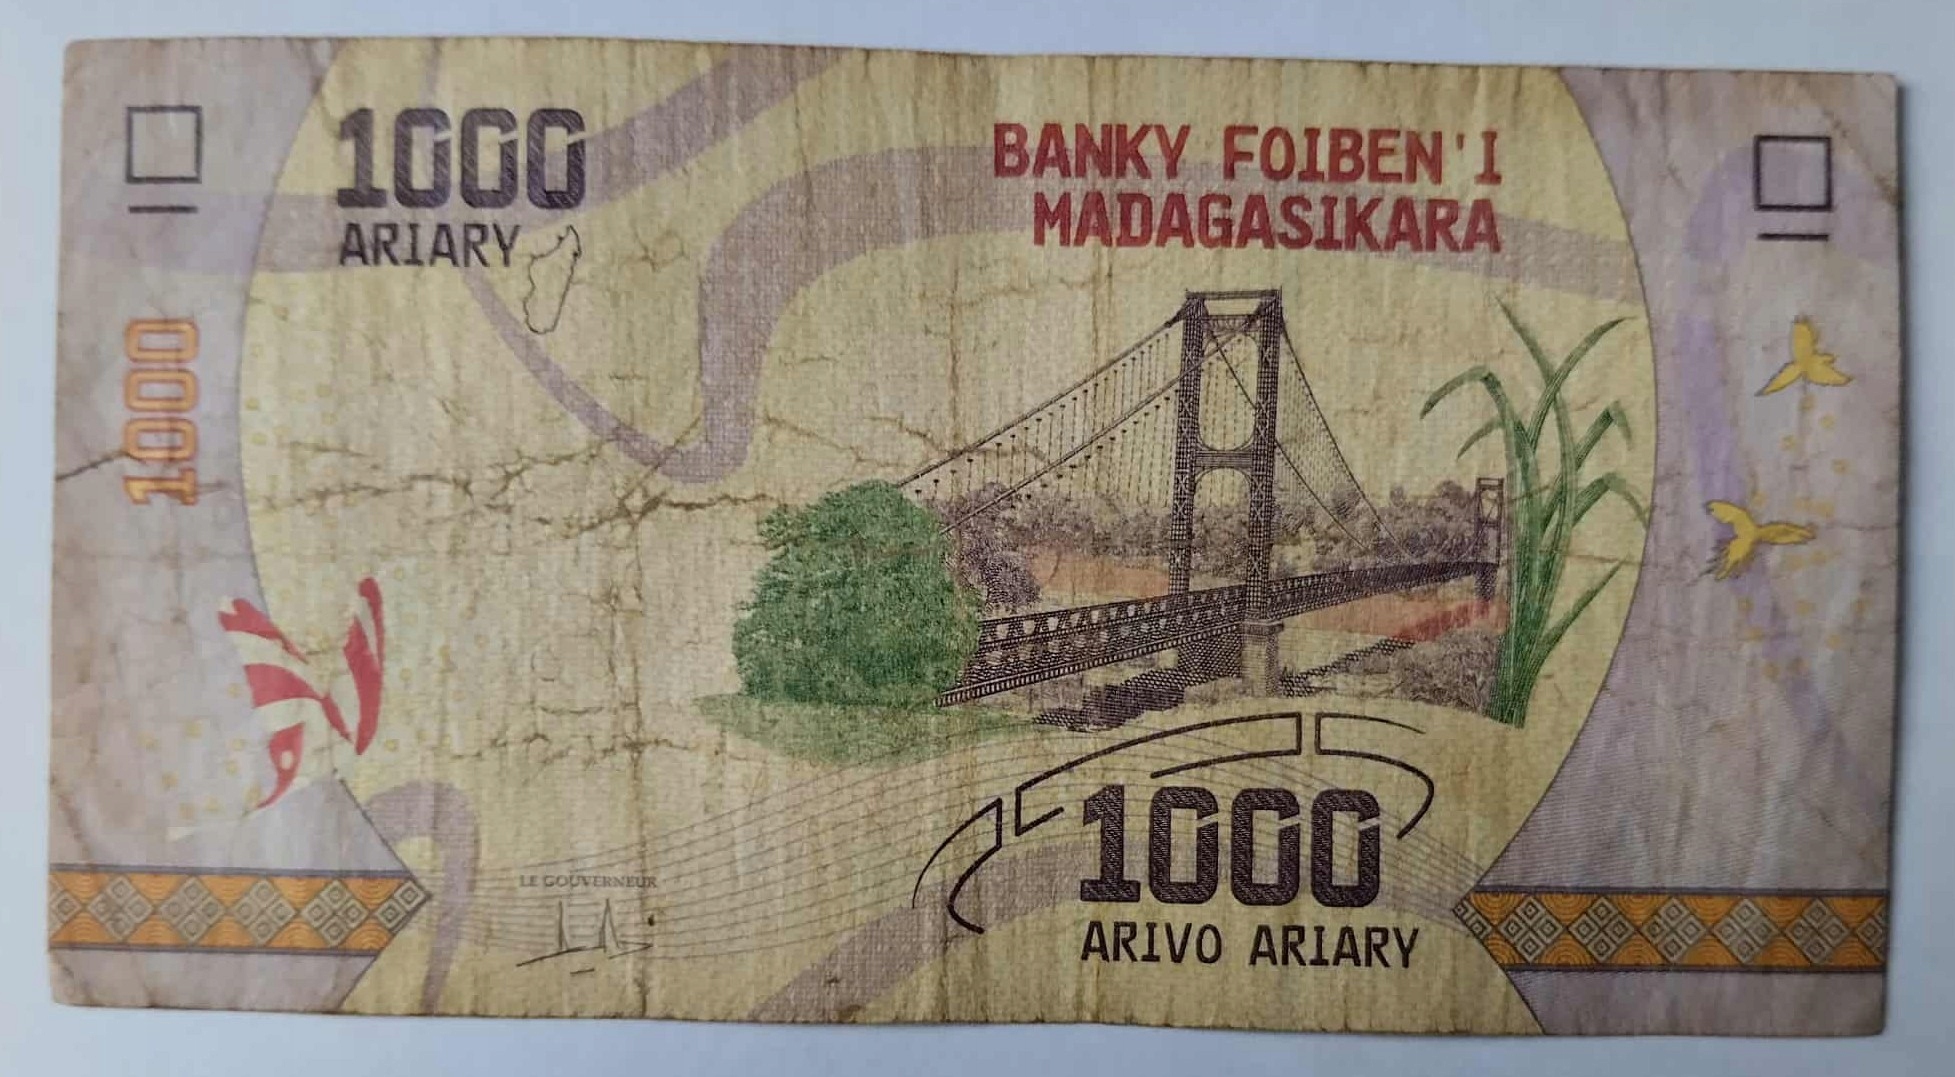 1000
ARIARY
BANKY FOIBEN'I
MADAGASIKARA
1000
LE GOUVERNEUR
1000
ARIVO ARIARY